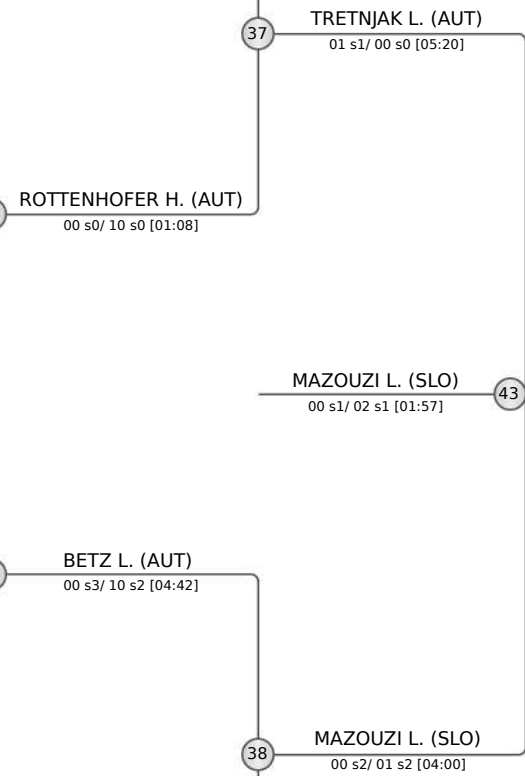 37
TRETNJAK L. (AUT)
01 s1/ 00 s0 [05:20]
ROTTENHOFER H. (AUT)
00 s0/ 10 s0 [01:08]
MAZOUZI L. (SLO)
00 s1/ 02 s1 [01:57]
43
BETZ L. (AUT)
00 s3/ 10 s2 [04:42]
38
MAZOUZI L. (SLO)
00 s2/ 01 s2 [04:00]